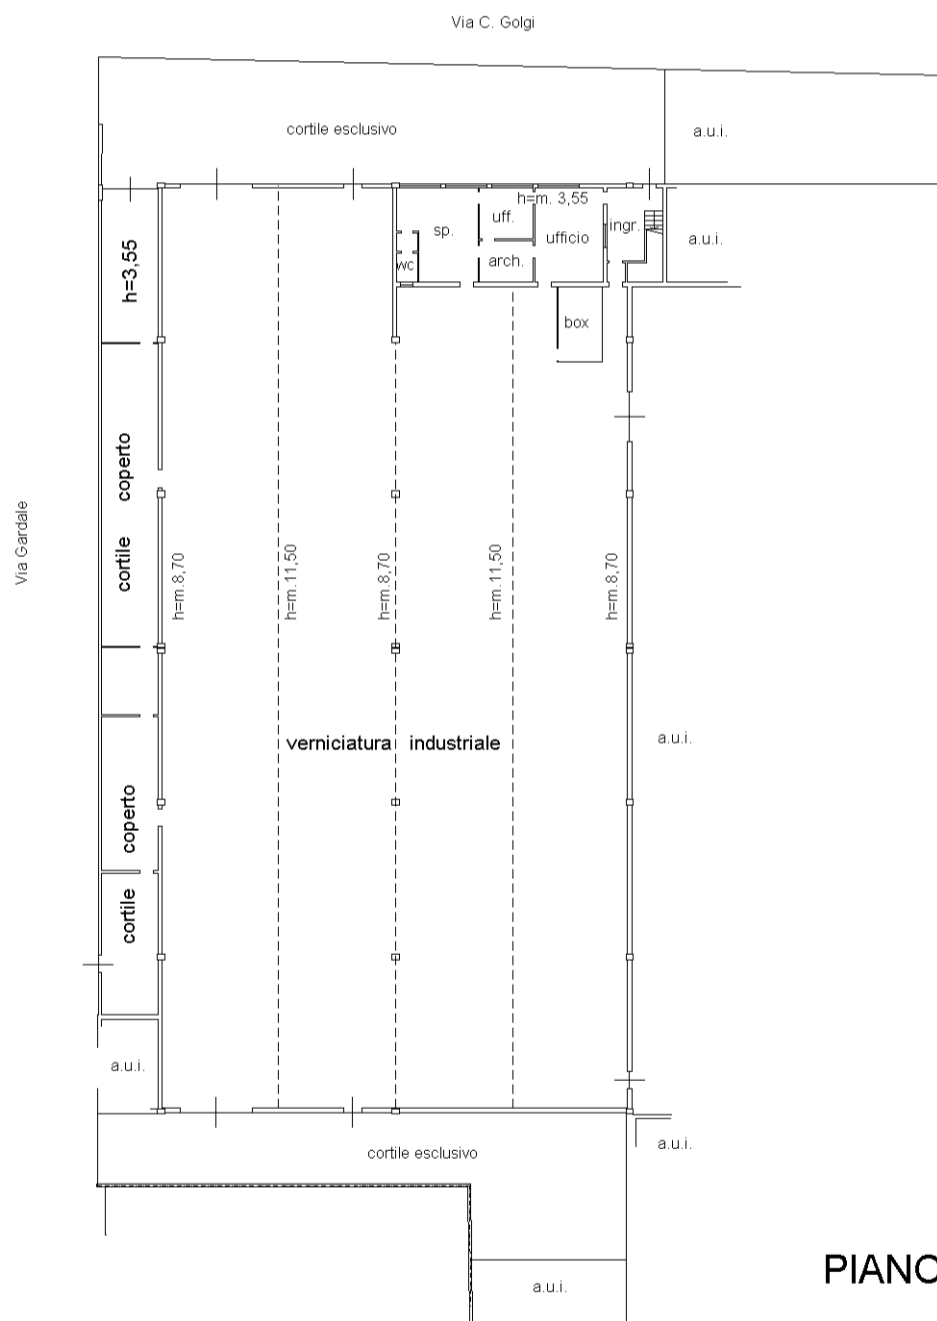 Via C. Golgi
cortile esclusivo
a.u.i.
h=m. 3,55
uff.
sp.
ufficio
ingr.
a.u.i.
arch.
wc
h=3,55
box
coperto
cortile
Via Gardale
h=m.8,70
h=m.11,50
h=m.8,70
h=m.11,50
h=m.8,70
verniciatura industriale
a.u.i.
coperto
cortile
a.u.i.
cortile esclusivo
a.u.i.
a.u.i.
PIANO